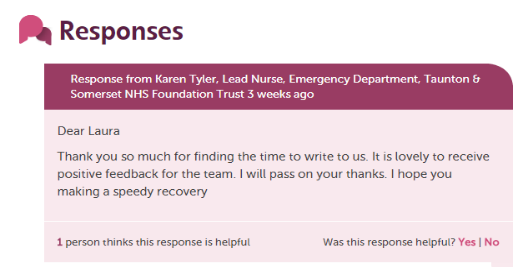 Responses
Response from Karen Tyler, Lead Nurse, Emergency Department, Taunton &
Somerset NHS Foundation Trust 3 weeks ago
Dear Laura
Thank you so much for finding the time to write to us. It is lovely to receive
positive feedback for the team. I will pass on your thanks. I hope you
making a speedy recovery
1 person thinks this response is helpful
Was this response helpful? Yes | No